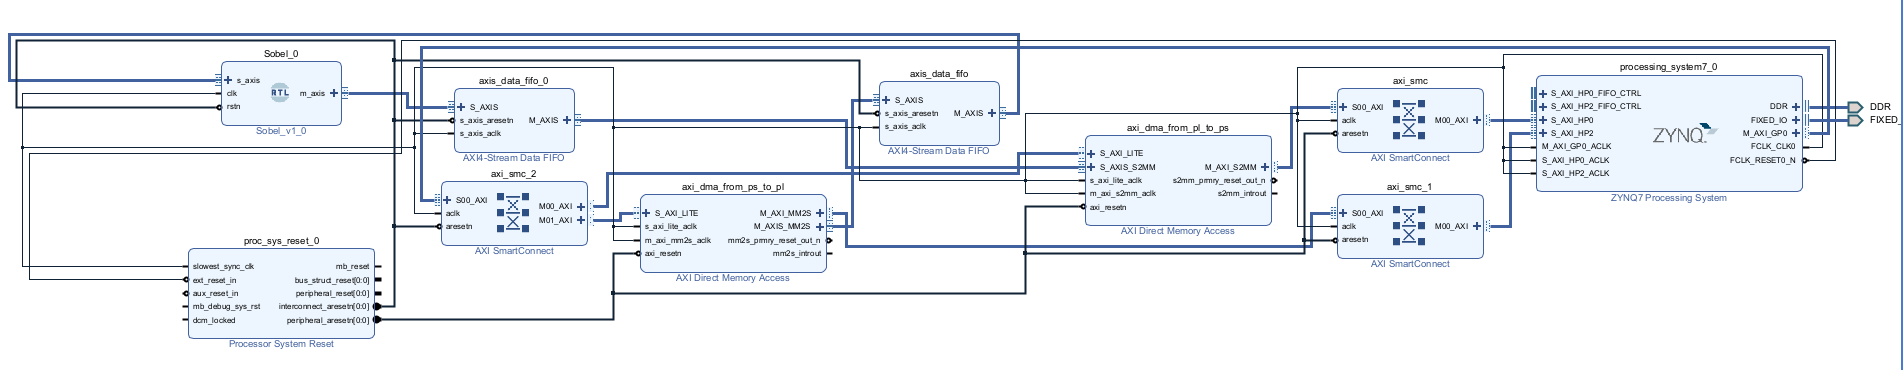 Sobel_0
s_axis
clk
rstn
m_axis
RTL
Sobel_v1_0
axis_data_fifo_0
S_AXIS
s_axis_aresetn
s_axis_aclk
M_AXIS
AXI4-Stream Data FIFO
axi_smc_2
S00_AXI
aclk
aresetn
M00_AXI
M01_AXI
AXI SmartConnect
proc_sys_reset_0
slowest_sync_clk
ext_reset_in
aux_reset_in
mb_debug_sys_rst
dcm_locked
mb_reset
bus_struct_reset[0:0]
peripheral_reset[0:0]
interconnect_aresetn[0:0]
peripheral_aresetn[0:0]
Processor System Reset
axi_dma_from_ps_to_pl
S_AXI_LITE
s_axi_lite_aclk
m_axi_mm2s_aclk
axi_resetn
M_AXI_MM2S
M_AXIS_MM2S
mm2s_prmry_reset_out_n
mm2s_introut
AXI Direct Memory Access
axis_data_fifo
S_AXIS
s_axis_aresetn
s_axis_aclk
M_AXIS
AXI4-Stream Data FIFO
axi_dma_from_pl_to_ps
S_AXI_LITE
S_AXIS_S2MM
s_axi_lite_aclk
m_axi_s2mm_aclk
axi_resetn
M_AXI_S2MM
s2mm_prmry_reset_out_n
s2mm_introut
AXI Direct Memory Access
axi_smc
S00_AXI
aclk
aresetn
M00_AXI
AXI SmartConnect
axi_smc_1
S00_AXI
aclk
aresetn
M00_AXI
AXI SmartConnect
processing_system7_0
S_AXI_HP0_FIFO_CTRL
S_AXI_HP2_FIFO_CTRL
S_AXI_HP0
S_AXI_HP2
M_AXI_GP0_ACLK
S_AXI_HP0_ACLK
S_AXI_HP2_ACLK
ZYNQ
DDR
FIXED_IO
M_AXI_GP0
FCLK_CLK0
FCLK_RESET0_N
ZYNQ7 Processing System
DDR
FIXED_